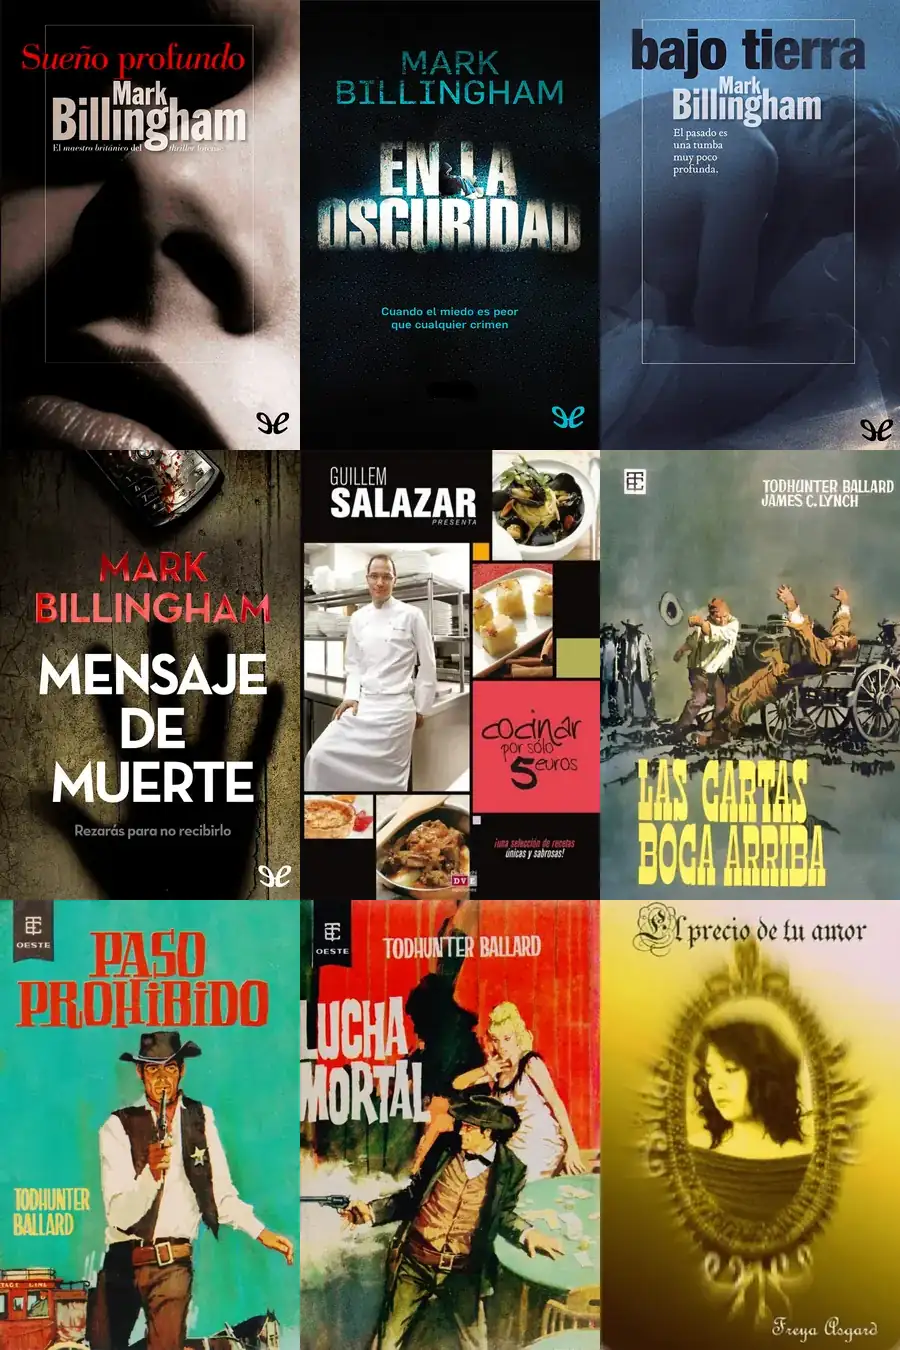 Sueño profundo
Mark
Billingham
El maestro británico del thriller
MARK
BILLINGHAM
EN LA
OSCURIDAD
Cuando el miedo es peor
que cualquier crimen
bajo tierra
Mark
Billingham
El pasado es
una tumba
muy poco
profunda.
MARK
BILLINGHAM
MENSAJE
DE
MUERTE
Rezarás para no recibirlo
GUILLEM
SALAZAR
PRESENTA
cocinar
por sólo
5 euros
¡una selección de recetas
únicas y sabrosas!
DVE
TODHUNTER BALLARD
JAMES C. LYNCH
LAS CARTAS
BOCA ARRIBA
OESTE
PASO
PROHIBIDO
TODHUNTER
BALLARD
OESTE
TODHUNTER BALLARD
LUCHA
MORTAL
El precio de tu amor
Freya Asgard